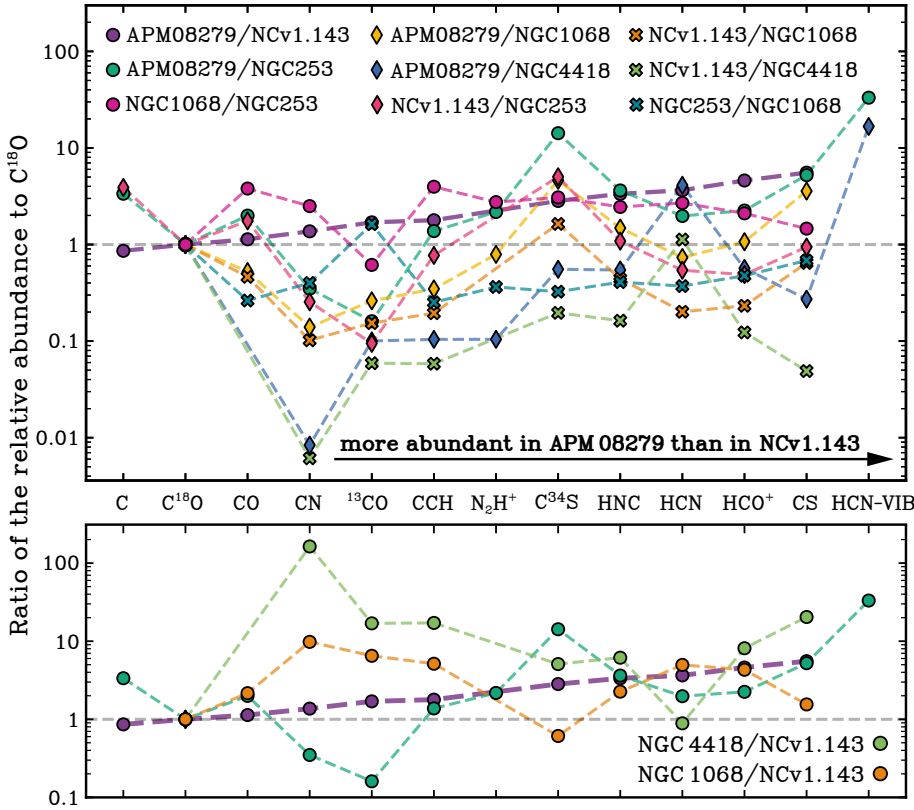 Ratio of the relative abundance to C¹⁸O
100
10
1
0.1
0.01
APM08279/NCv1.143
APM08279/NGC253
NGC1068/NGC253
APM08279/NGC1068
APM08279/NGC4418
NCv1.143/NGC253
NCv1.143/NGC1068
NCv1.143/NGC4418
NGC253/NGC1068
more abundant in APM 08279 than in NCv1.143
C C¹⁸O CO CN ¹³CO CCH N₂H⁺ C³⁴S HNC HCN HCO⁺ CS HCN-VIB
100
10
1
0.1
NGC 4418/NCv1.143
NGC 1068/NCv1.143